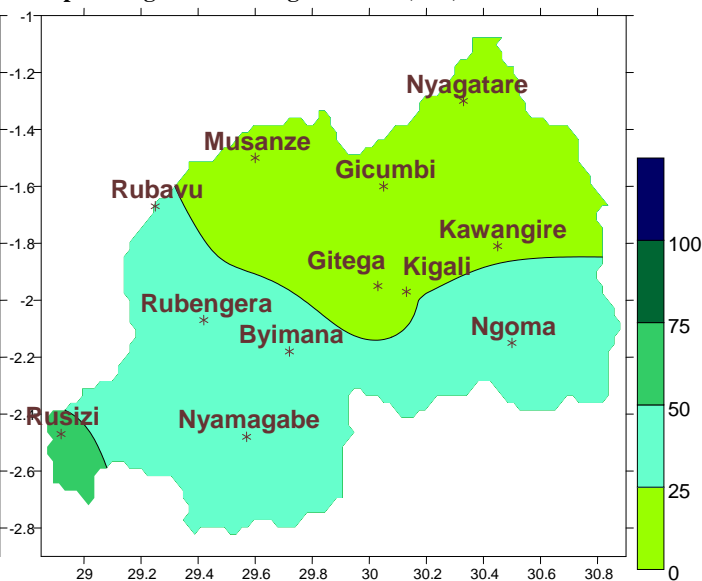 -1
-1.2
Nyagatare
-1.4
Musanze
Gicumbi
-1.6
Rubavu
-1.8
Kawangire
100
Gitega
Kigali
-2
Rubengera
75
Byimana
Ngoma
-2.2
-2.4
Rusizi
Nyamagabe
50
-2.6
25
-2.8
0
29 29.2 29.4 29.6 29.8 30 30.2 30.4 30.6 30.8